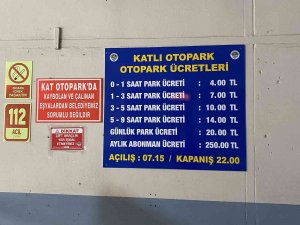 KATLI OTOPARK
OTOPARK ÜCRETLERİ
0 - 1 SAAT PARK ÜCRETİ : 4.00 TL
1 - 3 SAAT PARK ÜCRETİ : 7.00 TL
3 - 5 SAAT PARK ÜCRETİ : 10.00 TL
5 - 9 SAAT PARK ÜCRETİ : 14.00 TL
GÜNLÜK PARK ÜCRETİ : 20.00 TL
AYLIK ABONMAN ÜCRETİ : 250.00 TL
AÇILIŞ : 07.15 / KAPANIŞ 22.00
KAT OTOPARK'DA
KAYBOLAN VE ÇALINAN
EŞYALARDAN BELEDİYEMİZ
SORUMLU DEĞİLDİR
112
ACİL
DİKKAT